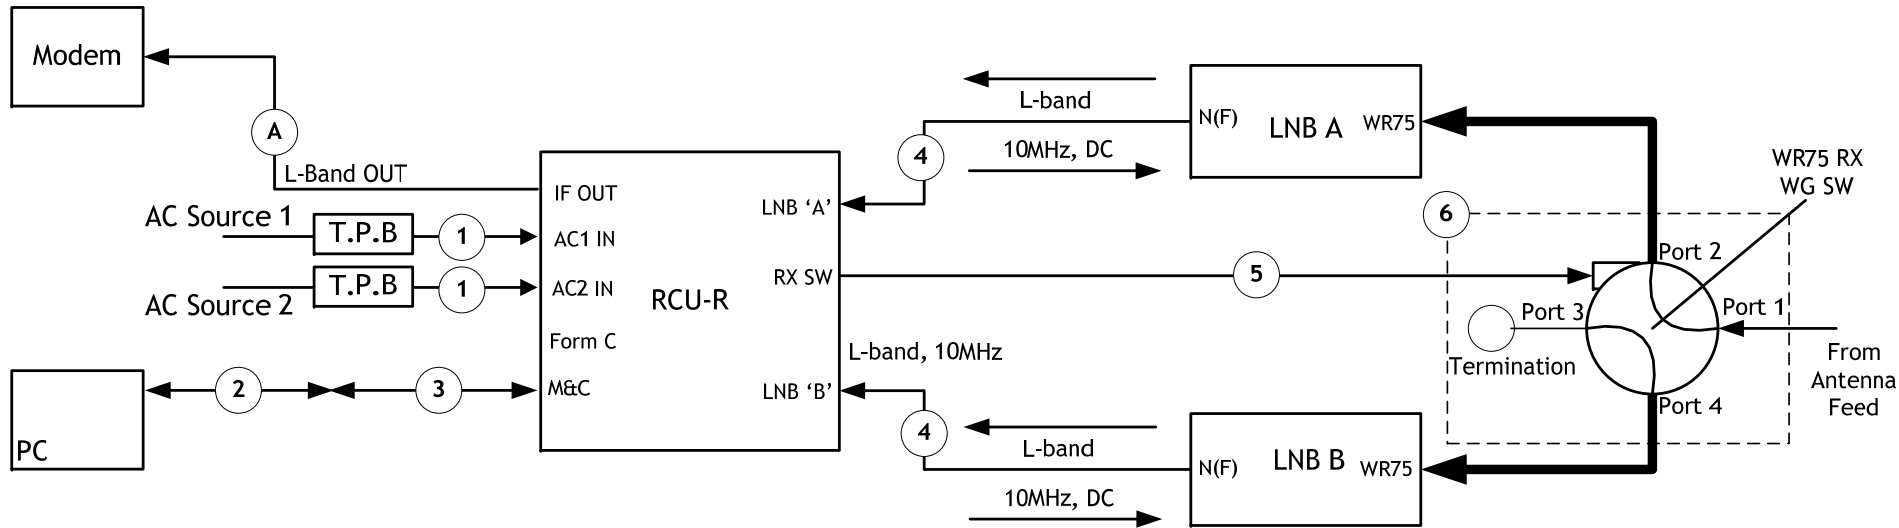 Modem
A
L-Band OUT
AC Source 1
T.P.B
1
AC Source 2
T.P.B
1
PC
2
3
IF OUT
AC1 IN
AC2 IN
Form C
M&C
RCU-R
LNB ‘A’
RX SW
LNB ‘B’
L-band, 10MHz
L-band
4
10MHz, DC
N(F)
LNB A
WR75
5
4
L-band
10MHz, DC
N(F)
LNB B
WR75
6
WR75 RX
WG SW
Port 2
Port 3
Port 1
Termination
Port 4
From
Antenna
Feed